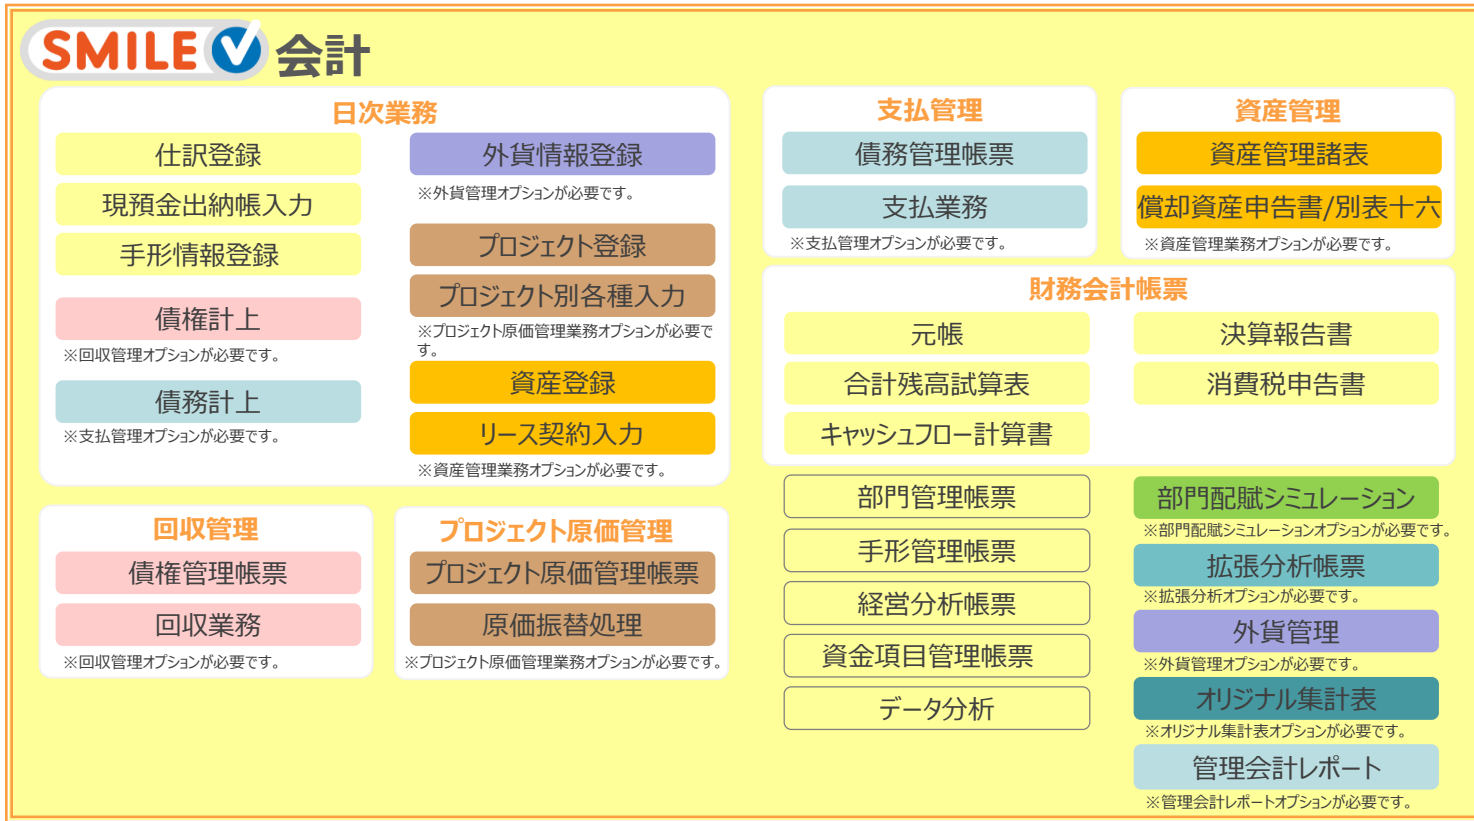 SMILE V 会計
日次業務
仕訳登録
現預金出納帳入力
手形情報登録
債権計上
※回収管理オプションが必要です。
債務計上
※支払管理オプションが必要です。
外貨情報登録
※外貨管理オプションが必要です。
プロジェクト登録
プロジェクト別各種入力
※プロジェクト原価管理業務オプションが必要で
す。
資産登録
リース契約入力
※資産管理業務オプションが必要です。
回収管理
債権管理帳票
回収業務
※回収管理オプションが必要です。
プロジェクト原価管理
プロジェクト原価管理帳票
原価振替処理
※プロジェクト原価管理業務オプションが必要です。
支払管理
債務管理帳票
支払業務
※支払管理オプションが必要です。
資産管理
資産管理諸表
償却資産申告書/別表十六
※資産管理業務オプションが必要です。
財務会計帳票
元帳
合計残高試算表
キャッシュフロー計算書
決算報告書
消費税申告書
部門管理帳票
手形管理帳票
経営分析帳票
資金項目管理帳票
データ分析
部門配賦シミュレーション
※部門配賦シミュレーションオプションが必要です。
拡張分析帳票
※拡張分析オプションが必要です。
外貨管理
※外貨管理オプションが必要です。
オリジナル集計表
※オリジナル集計表オプションが必要です。
管理会計レポート
※管理会計レポートオプションが必要です。